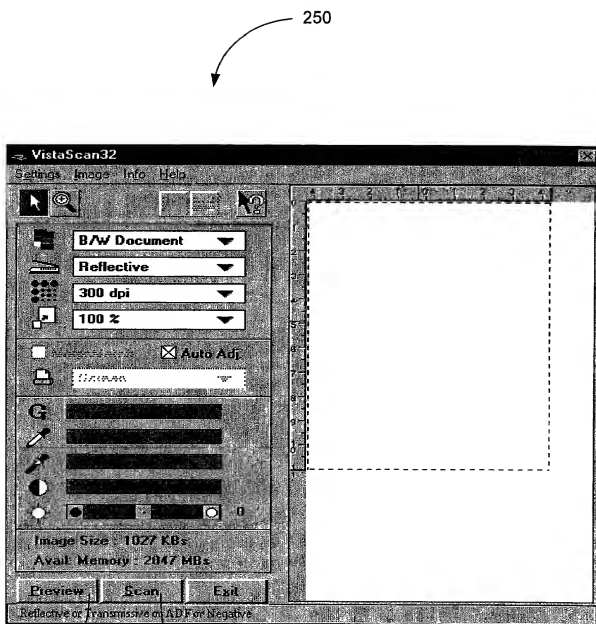 250
VistaScan32
Settings Image Info Help
B/W Document
Reflective
300 dpi
100 %
Auto Adj.
G
0
Image Size : 1027 KBs
Avail. Memory : 2047 MBs
Preview Scan Exit
Reflective or Transmissive or ADF or Negative